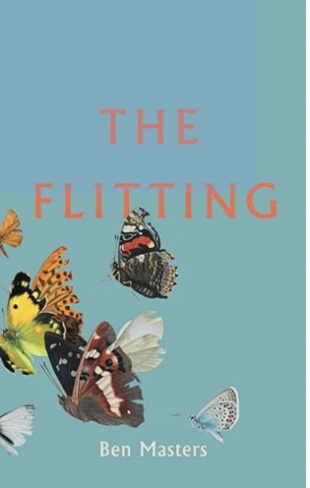 THE
FLITTING
Ben Masters